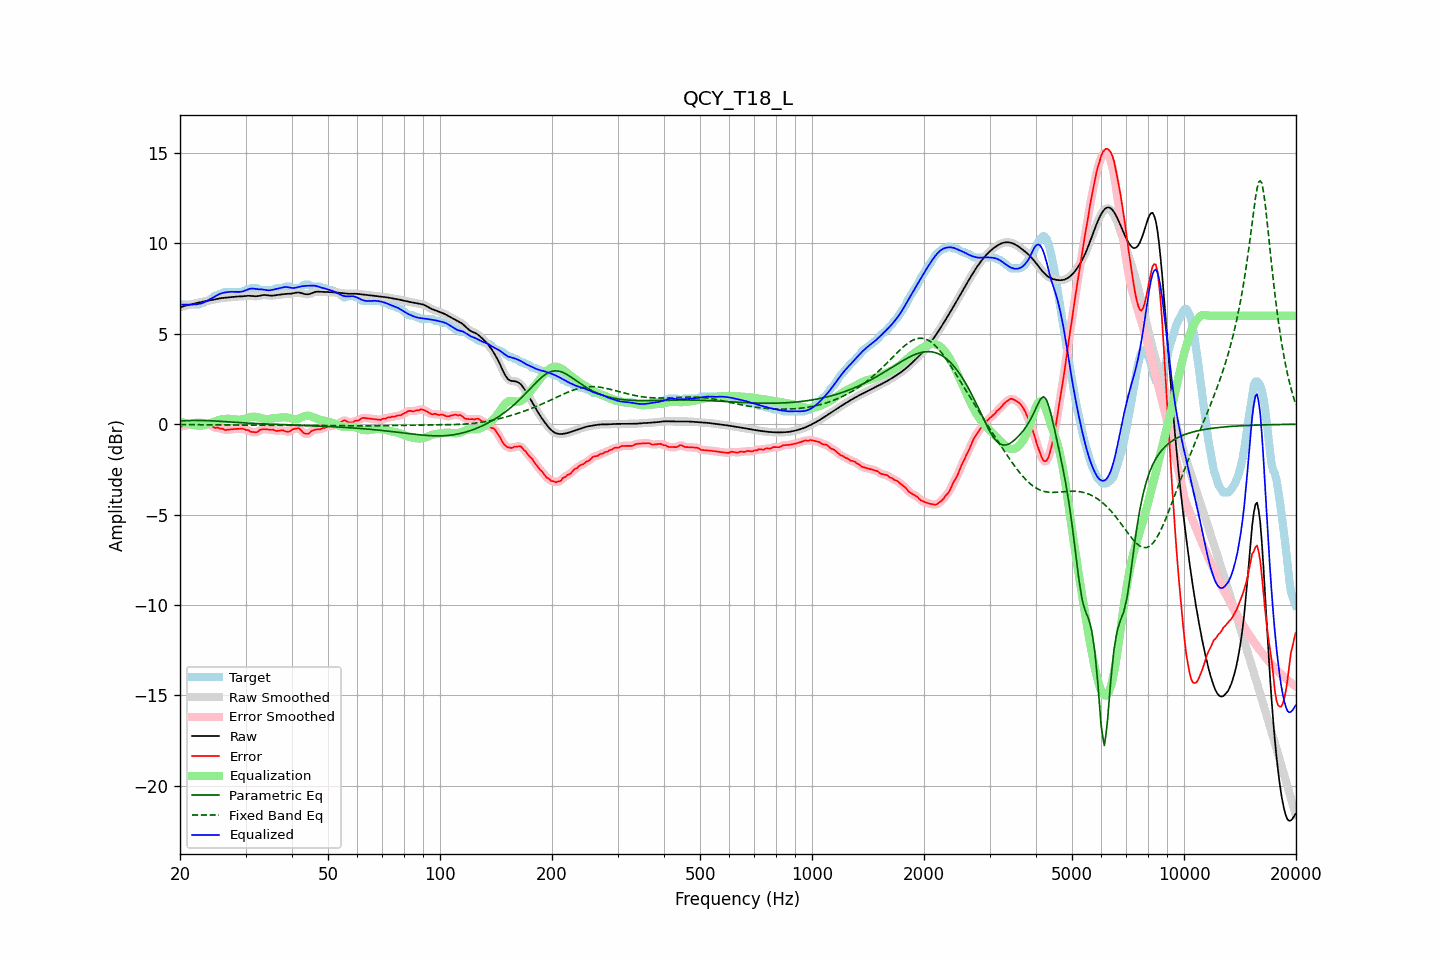 QCY_T18_L
Amplitude (dBr)
15
10
5
0
−5
−10
−15
−20
Target
Raw Smoothed
Error Smoothed
Raw
Error
Equalization
Parametric Eq
Fixed Band Eq
Equalized
20 50 100 200 500 1000 2000 5000 10000 20000
Frequency (Hz)